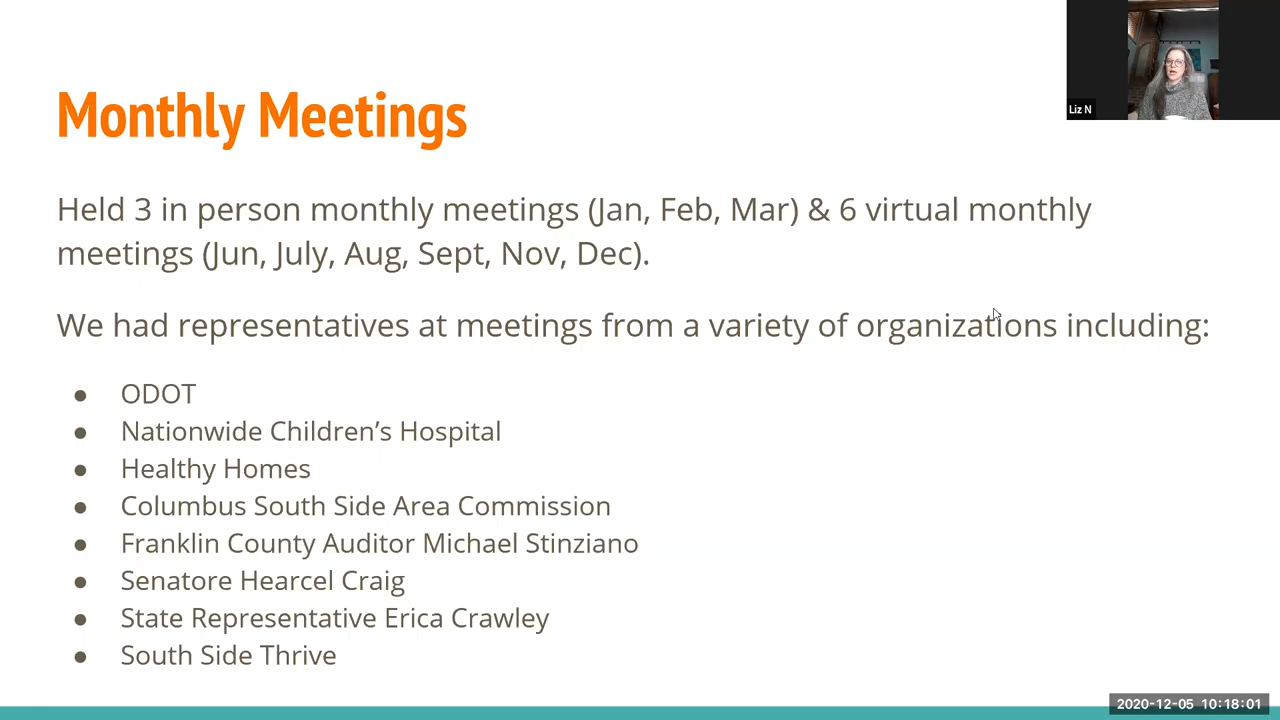 Liz N
Monthly Meetings
Held 3 in person monthly meetings (Jan, Feb, Mar) & 6 virtual monthly
meetings (Jun, July, Aug, Sept, Nov, Dec).
We had representatives at meetings from a variety of organizations including:
● ODOT
● Nationwide Children’s Hospital
● Healthy Homes
● Columbus South Side Area Commission
● Franklin County Auditor Michael Stinziano
● Senatore Hearcel Craig
● State Representative Erica Crawley
● South Side Thrive
2020-12-05 10:18:01